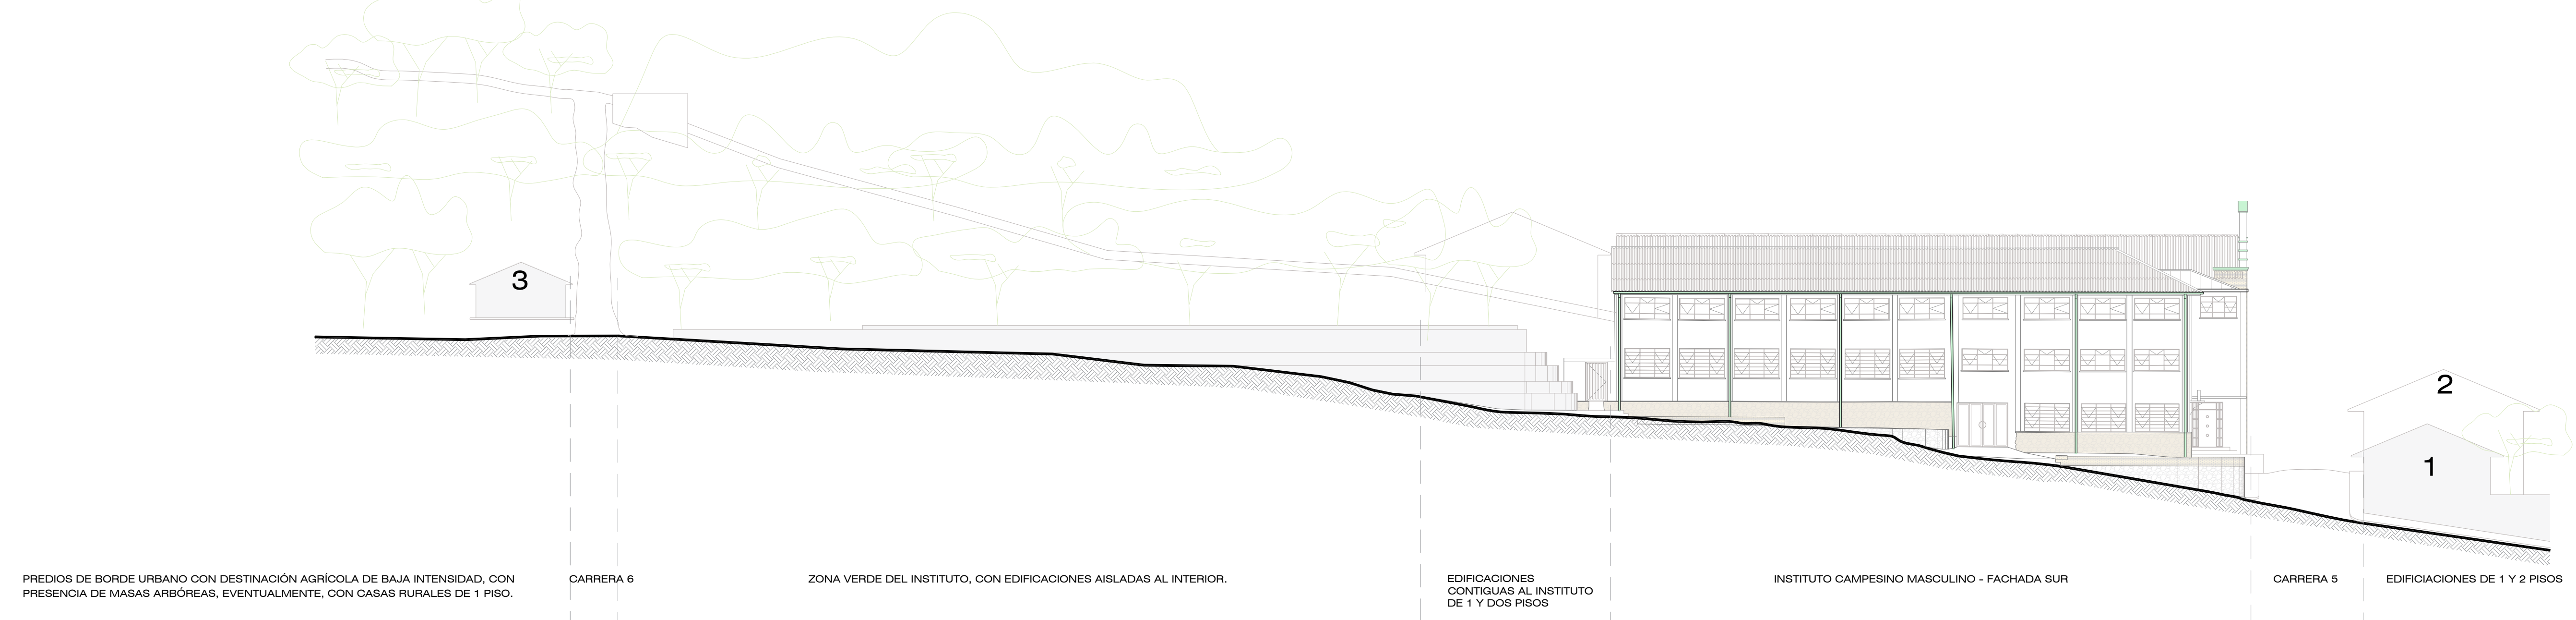 3
2
1
PREDIOS DE BORDE URBANO CON DESTINACIÓN AGRÍCOLA DE BAJA INTENSIDAD, CON
PRESENCIA DE MASAS ARBÓREAS, EVENTUALMENTE, CON CASAS RURALES DE 1 PISO.
CARRERA 6
ZONA VERDE DEL INSTITUTO, CON EDIFICACIONES AISLADAS AL INTERIOR.
EDIFICACIONES
CONTIGUAS AL INSTITUTO
DE 1 Y DOS PISOS
INSTITUTO CAMPESINO MASCULINO - FACHADA SUR
CARRERA 5
EDIFICIACIONES DE 1 Y 2 PISOS